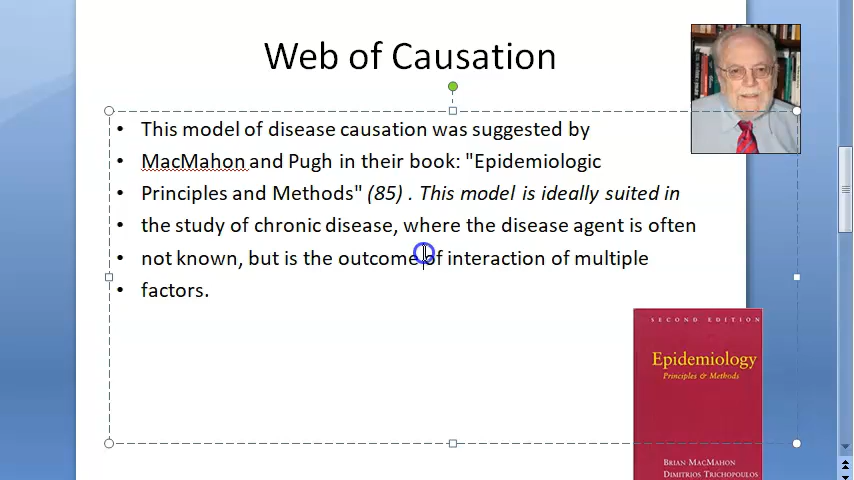 Web of Causation
• This model of disease causation was suggested by
• MacMahon and Pugh in their book: "Epidemiologic
• Principles and Methods" (85) . This model is ideally suited in
• the study of chronic disease, where the disease agent is often
• not known, but is the outcome of interaction of multiple
• factors.
SECOND EDITION
Epidemiology
Principles & Methods
BRIAN MACMAHON
DIMITRIOS TRICHOPOULOS